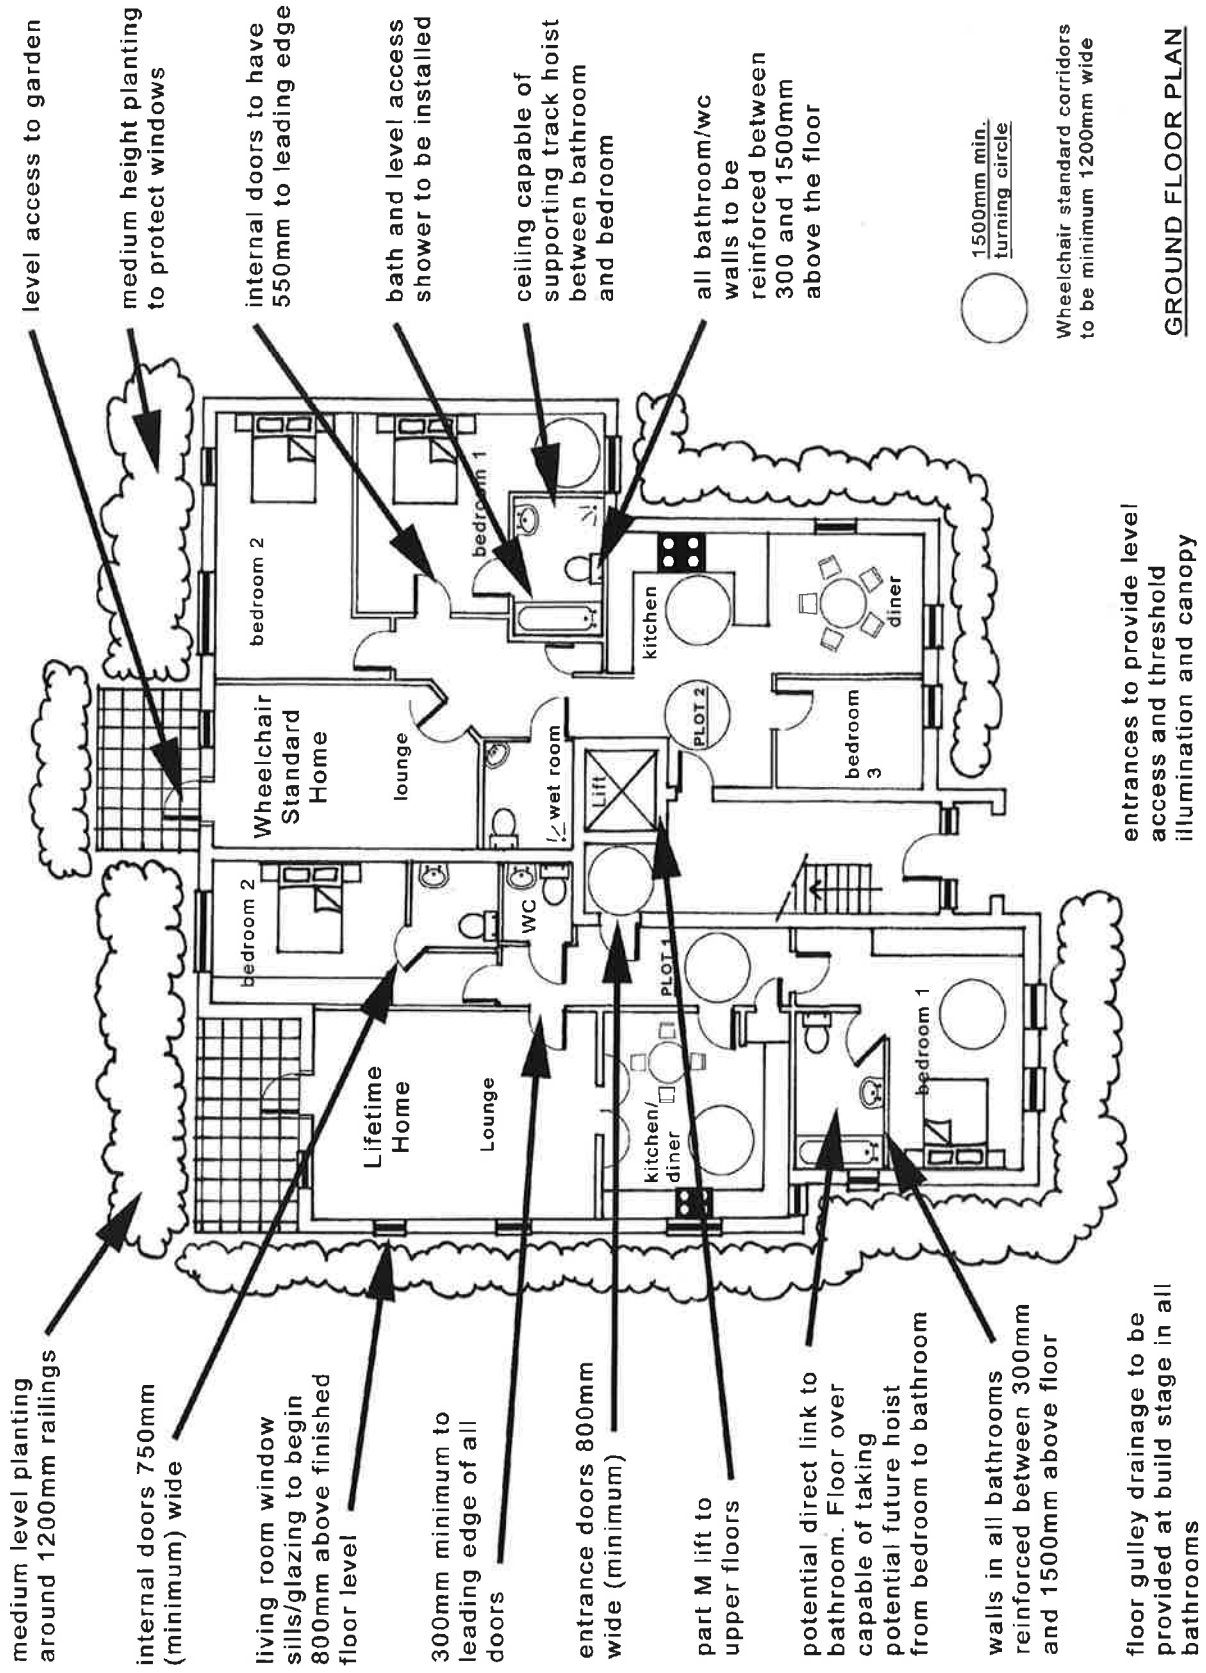 medium level planting
around 1200mm railings
internal doors 750mm
(minimum) wide
living room window
sills/glazing to begin
800mm above finished
floor level
300mm minimum to
leading edge of all
doors
entrance doors 800mm
wide (minimum)
part M lift to
upper floors
potential direct link to
bathroom. Floor over
capable of taking
potential future hoist
from bedroom to bathroom
walls in all bathrooms
reinforced between 300mm
and 1500mm above floor
floor gulley drainage to be
provided at build stage in all
bathrooms
Lifetime
Home
Lounge
kitchen/
diner
bedroom 2
WC
PLOT 1
bedroom 1
Wheelchair
Standard
Home
lounge
wet room
Lift
bedroom 2
bedroom 1
kitchen
PLOT 2
diner
bedroom
3
entrances to provide level
access and threshold
illumination and canopy
level access to garden
medium height planting
to protect windows
internal doors to have
550mm to leading edge
bath and level access
shower to be installed
ceiling capable of
supporting track hoist
between bathroom
and bedroom
all bathroom/wc
walls to be
reinforced between
300 and 1500mm
above the floor
1500mm min.
turning circle
Wheelchair standard corridors
to be minimum 1200mm wide
GROUND FLOOR PLAN